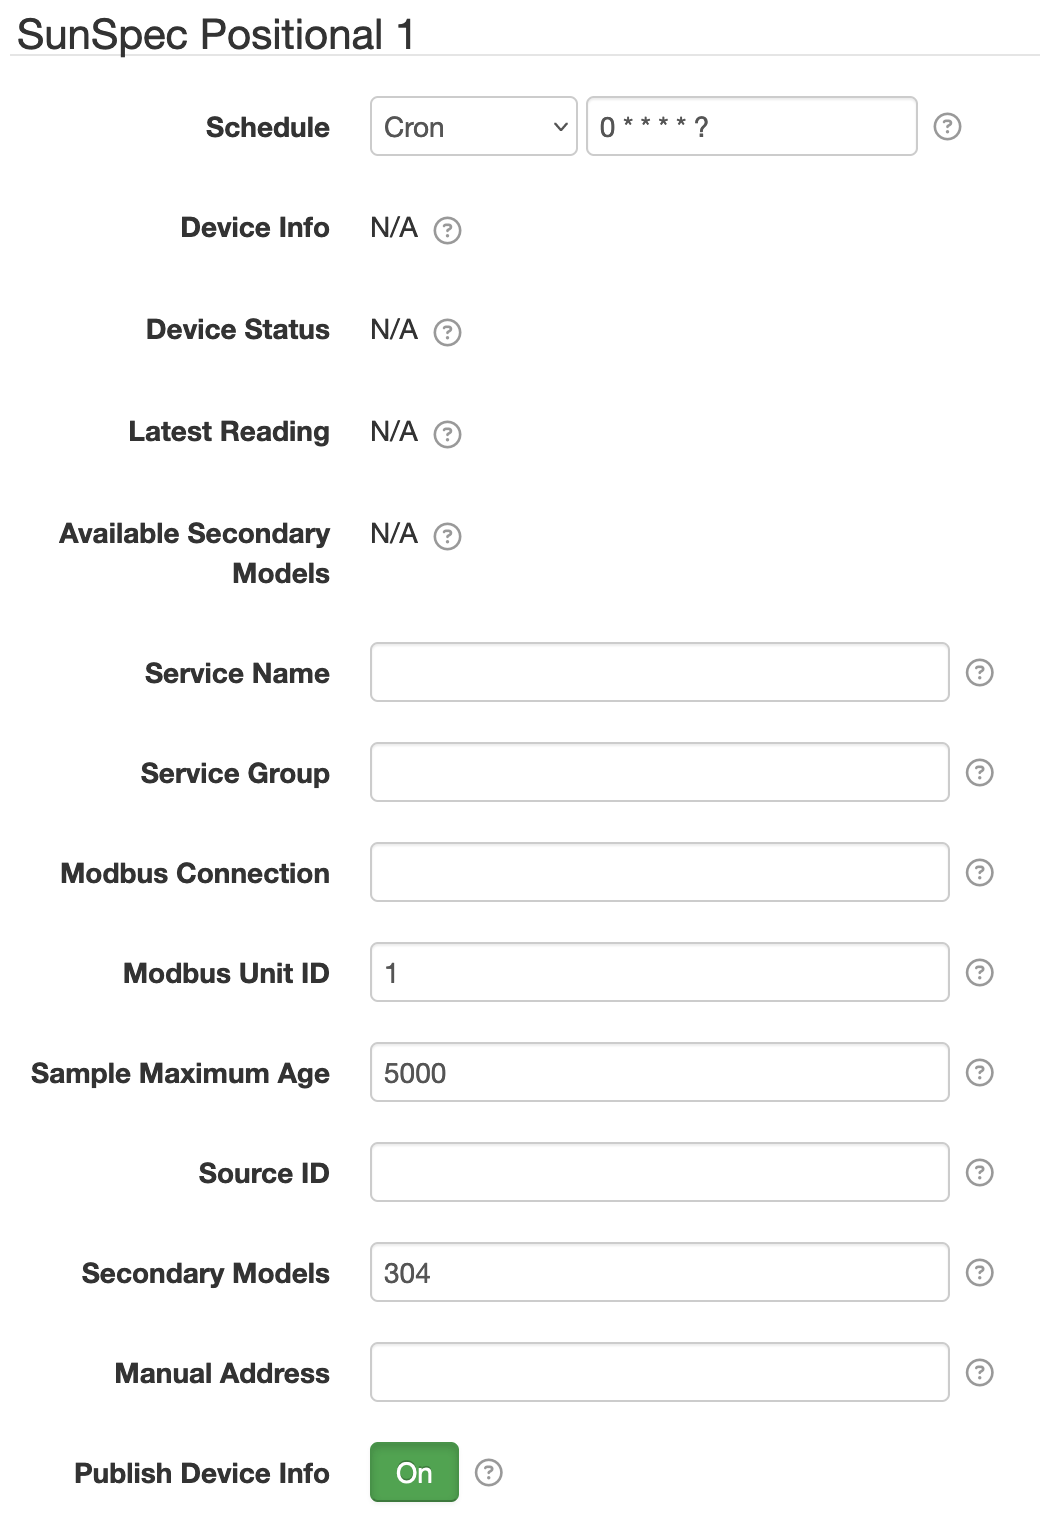 SunSpec Positional 1
Schedule Cron 0 * * * * ? ?
Device Info N/A ?
Device Status N/A ?
Latest Reading N/A ?
Available Secondary N/A ?
Models
Service Name ?
Service Group ?
Modbus Connection ?
Modbus Unit ID 1 ?
Sample Maximum Age 5000 ?
Source ID ?
Secondary Models 304 ?
Manual Address ?
Publish Device Info On ?